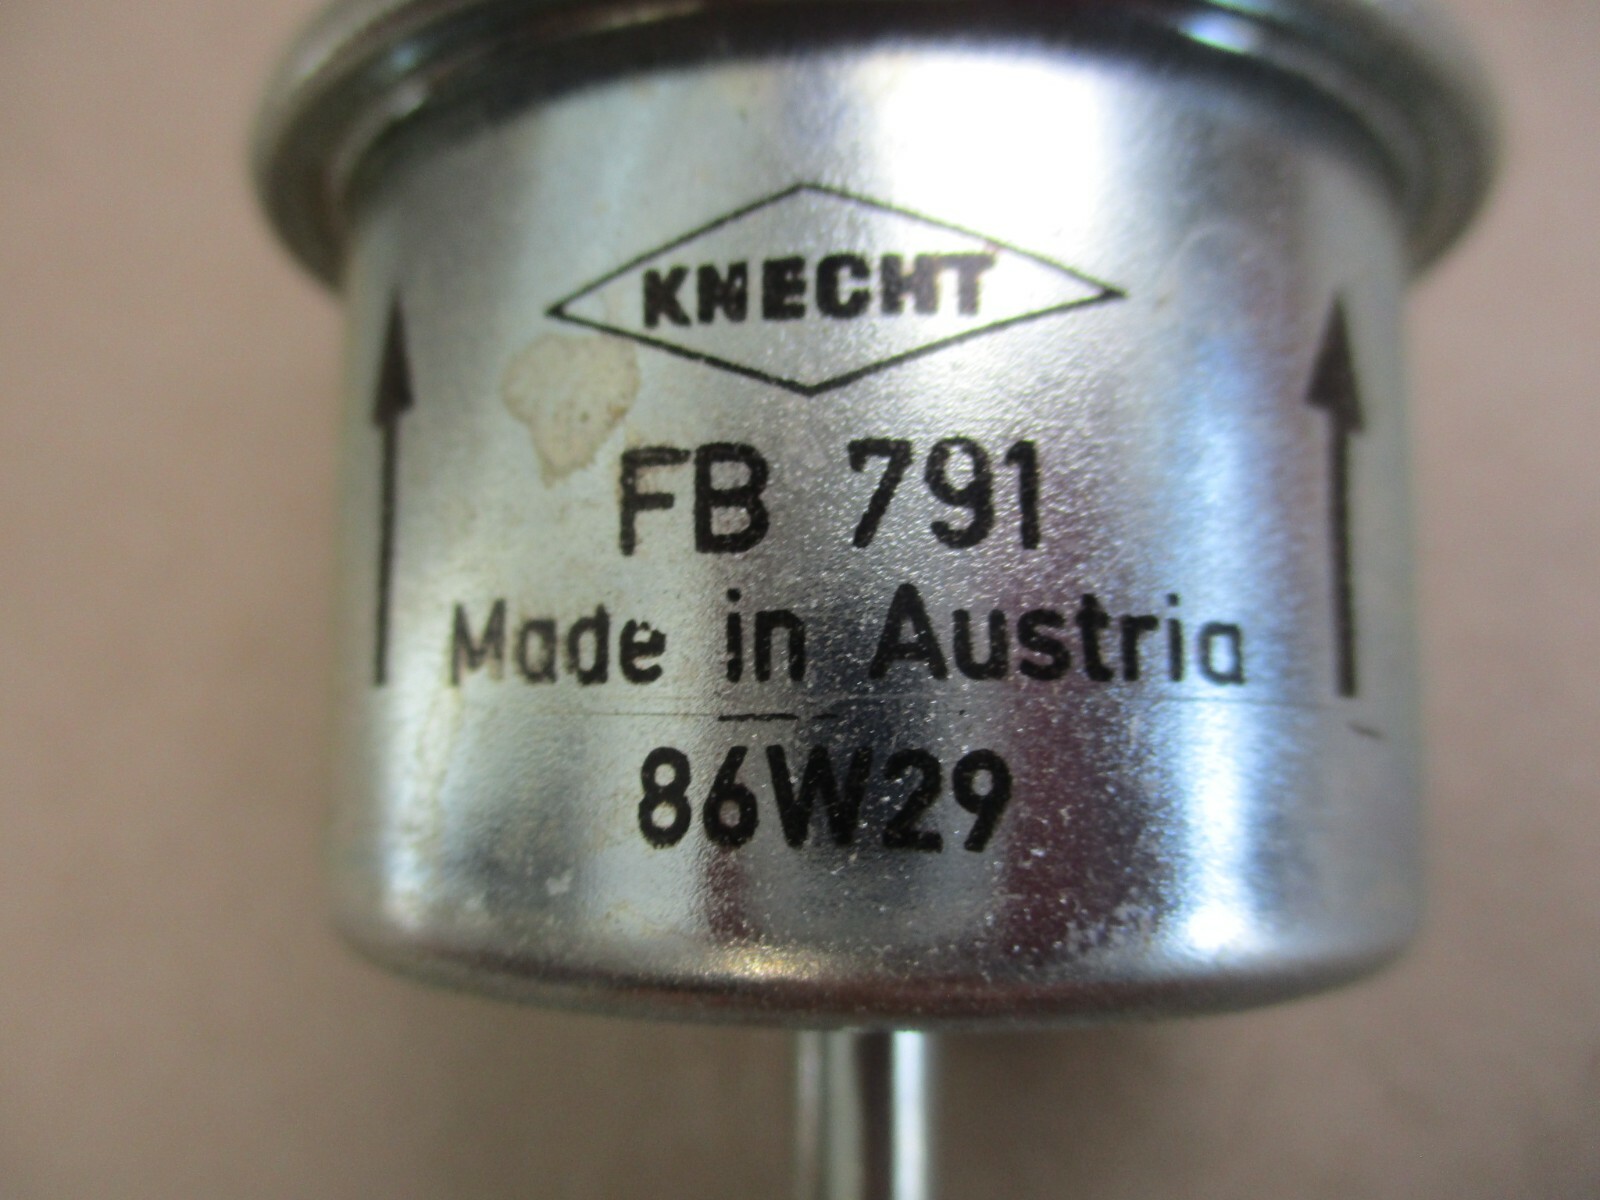 KNECHT
FB 791
Made in Austria
86W29